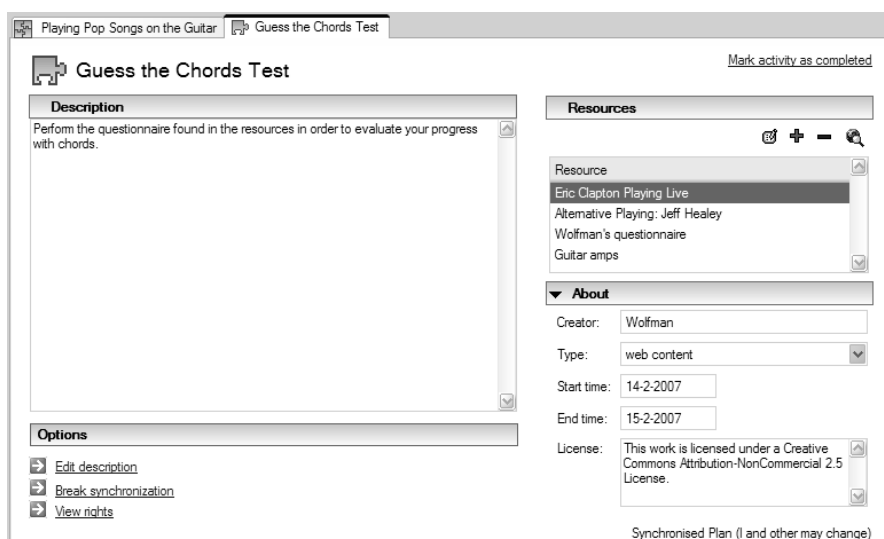 Playing Pop Songs on the Guitar
Guess the Chords Test
Guess the Chords Test
Mark activity as completed
Description
Perform the questionnaire found in the resources in order to evaluate your progress
with chords.
Options
Edit description
Break synchronization
View rights
Resources
Resource
Eric Clapton Playing Live
Alternative Playing: Jeff Healey
Wolfman's questionnaire
Guitar amps
About
Creator: Wolfman
Type: web content
Start time: 14-2-2007
End time: 15-2-2007
License: This work is licensed under a Creative
Commons Attribution-NonCommercial 2.5
License.
Synchronised Plan (I and other may change)